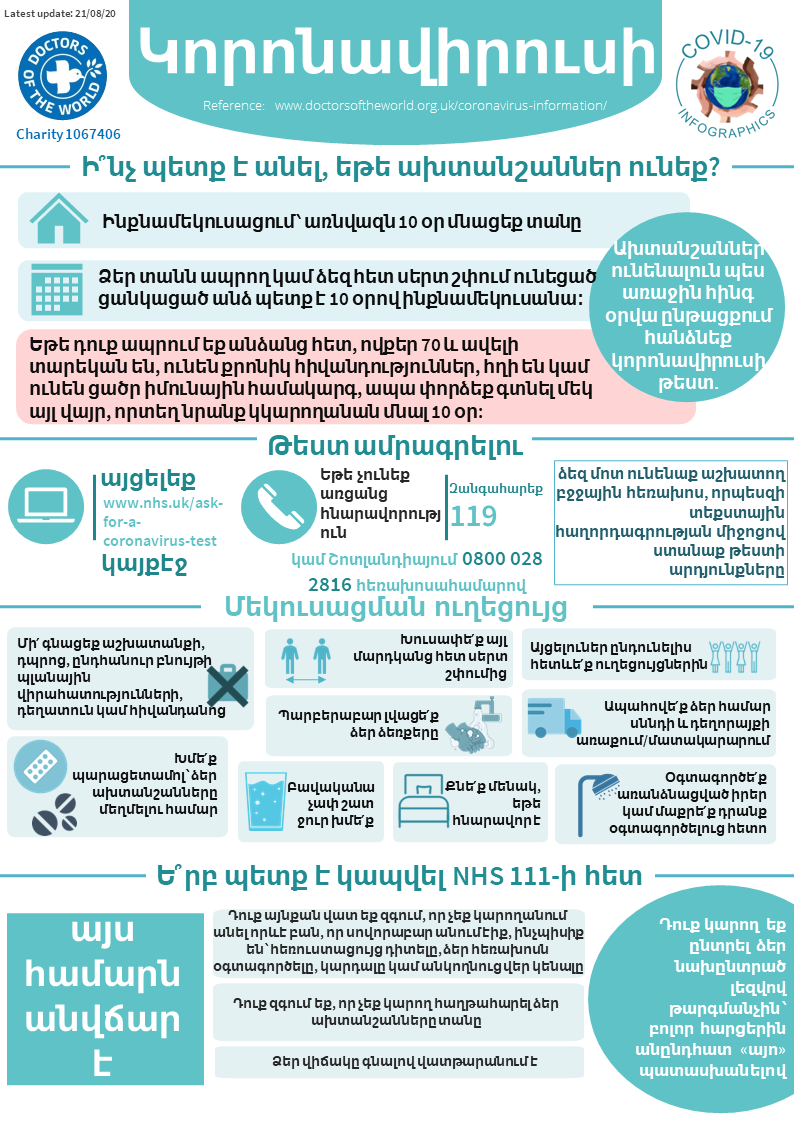 Latest update: 21/08/20
DOCTORS OF THE WORLD
Charity 1067406
Կորոնավիրուսի
Reference: www.doctorsoftheworld.org.uk/coronavirus-information/
COVID-19
INFOGRAPHICS
Ի՞նչ պետք է անել, եթե ախտանշաններ ունեք?
Ինքնամեկուսացում՝ առնվազն 10 օր մնացեք տանը
Ձեր տանն ապրող կամ ձեզ հետ սերտ շփում ունեցած
ցանկացած անձ պետք է 10 օրով ինքնամեկուսանա:
Եթե դուք ապրում եք անձանց հետ, ովքեր 70 և ավելի
տարեկան են, ունեն քրոնիկ հիվանդություններ, հղի են կամ
ունեն ցածր իմունային համակարգ, ապա փորձեք գտնել մեկ
այլ վայր, որտեղ նրանք կկարողանան մնալ 10 օր:
Ախտանշաններ
ունենալուն պես
առաջին հինգ
օրվա ընթացքում
հանձնեք
կորոնավիրուսի
թեստ.
Թեստ ամրագրելու
այցելեք
www.nhs.uk/ask-
for-a-
coronavirus-test
կայքէջ
Եթե չունեք
առցանց
հնարավորությ
ուն
Զանգահարեք
119
կամ Շոտլանդիայում 0800 028
2816 հեռախոսահամարով
ձեզ մոտ ունենաք աշխատող
բջջային հեռախոս, որպեսզի
տեքստային
հաղորդագրության միջոցով
ստանաք թեստի
արդյունքները
Մեկուսացման ուղեցույց
Մի՛ գնացեք աշխատանքի,
դպրոց, ընդհանուր բնույթի
պլանային
վիրահատությունների,
դեղատուն կամ հիվանդանոց
Խուսափե՛ք այլ
մարդկանց հետ սերտ
շփումից
Այցելուներ ընդունելիս
հետևե՛ք ուղեցույցներին
Պարբերաբար լվացե՛ք
ձեր ձեռքերը
Ապահովե՛ք ձեր համար
սննդի և դեղորայքի
առաքում/մատակարարում
Խմե՛ք
պարացետամոլ՝ ձեր
ախտանշանները
մեղմելու համար
Բավականա
չափ շատ
ջուր խմե՛ք
Քնե՛ք մենակ,
եթե
հնարավոր է
Օգտագործե՛ք
առանձնացված իրեր
կամ մաքրե՛ք դրանք
օգտագործելուց հետո
Ե՞րբ պետք է կապվել NHS 111-ի հետ
այս
համարն
անվճար
է
Դուք այնքան վատ եք զգում, որ չեք կարողանում
անել որևէ բան, որ սովորաբար անում էիք, ինչպիսիք
են՝ հեռուստացույց դիտելը, ձեր հեռախոսն
օգտագործելը, կարդալը կամ անկողնուց վեր կենալը
Դուք զգում եք, որ չեք կարող հաղթահարել ձեր
ախտանշանները տանը
Ձեր վիճակը գնալով վատթարանում է
Դուք կարող եք
ընտրել ձեր
նախընտրած
լեզվով
թարգմանչին՝
բոլոր հարցերին
անընդհատ «այո»
պատասխանելով